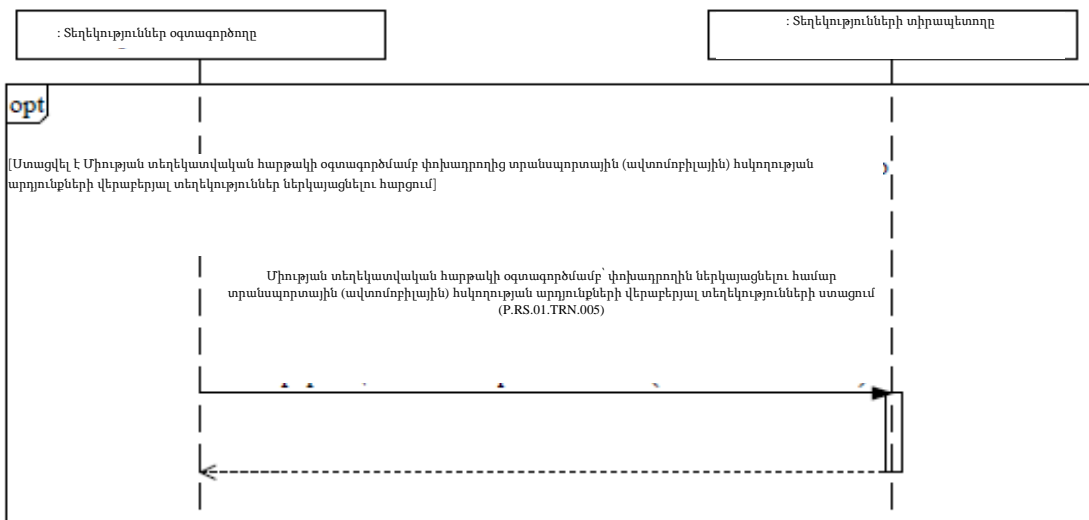 : Տեղեկություններ օգտագործողը
: Տեղեկությունների տիրապետողը
opt
[Ստացվել է Միության տեղեկատվական հարթակի օգտագործմամբ փոխադրողից տրանսպորտային (ավտոմոբիլային) հսկողության
արդյունքների վերաբերյալ տեղեկություններ ներկայացնելու հարցում]
Միության տեղեկատվական հարթակի օգտագործմամբ՝ փոխադրողին ներկայացնելու համար
տրանսպորտային (ավտոմոբիլային) հսկողության արդյունքների վերաբերյալ տեղեկությունների ստացում
(P.RS.01.TRN.005)